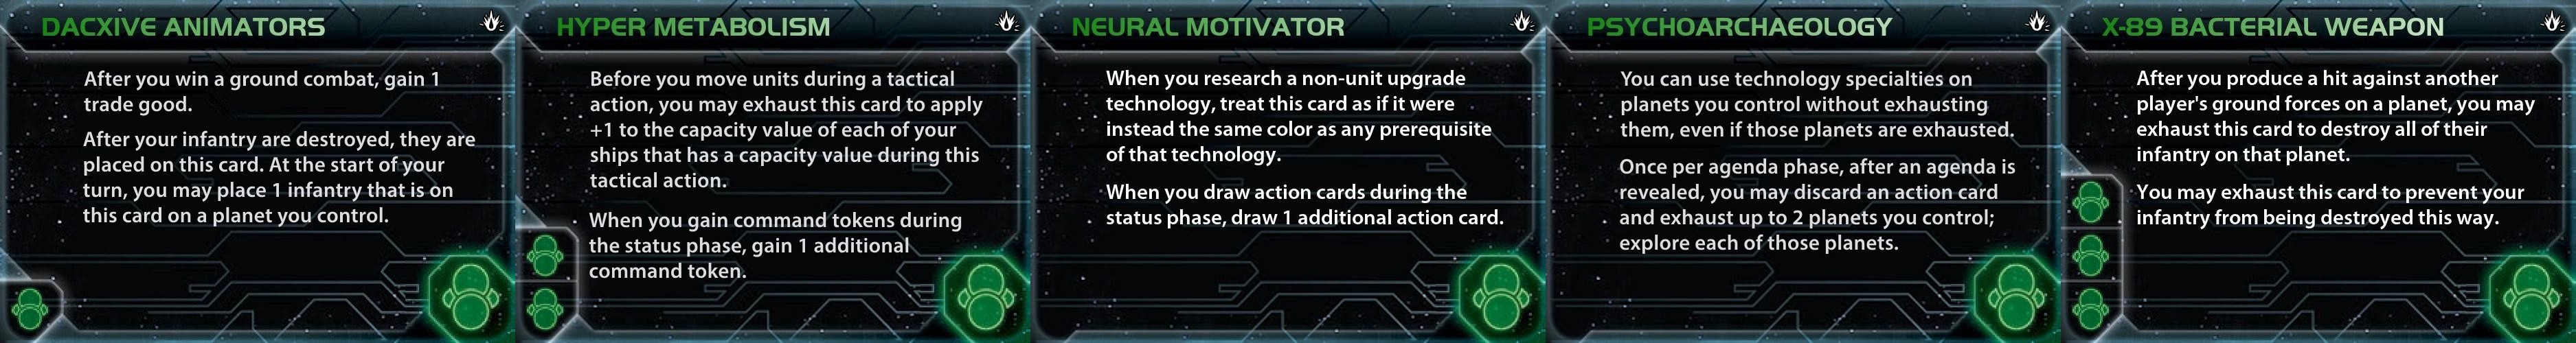 DACXIVE ANIMATORS
After you win a ground combat, gain 1
trade good.
After your infantry are destroyed, they are
placed on this card. At the start of your
turn, you may place 1 infantry that is on
this card on a planet you control.
HYPER METABOLISM
Before you move units during a tactical
action, you may exhaust this card to apply
+1 to the capacity value of each of your
ships that has a capacity value during this
tactical action.
When you gain command tokens during
the status phase, gain 1 additional
command token.
NEURAL MOTIVATOR
When you research a non-unit upgrade
technology, treat this card as if it were
instead the same color as any prerequisite
of that technology.
When you draw action cards during the
status phase, draw 1 additional action card.
PSYCHOARCHAEOLOGY
You can use technology specialties on
planets you control without exhausting
them, even if those planets are exhausted.
Once per agenda phase, after an agenda is
revealed, you may discard an action card
and exhaust up to 2 planets you control;
explore each of those planets.
X-89 BACTERIAL WEAPON
After you produce a hit against another
player's ground forces on a planet, you may
exhaust this card to destroy all of their
infantry on that planet.
You may exhaust this card to prevent your
infantry from being destroyed this way.